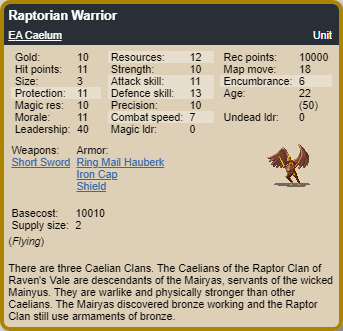 Raptorian Warrior
EA Caelum Unit
Gold: 10 Resources: 12 Rec points: 10000
Hit points: 11 Strength: 10 Map move: 18
Size: 3 Attack skill: 11 Encumbrance: 6
Protection: 11 Defence skill: 13 Age: 22
Magic res: 10 Precision: 10 (50)
Morale: 11 Combat speed: 7 Undead ldr: 0
Leadership: 40 Magic ldr: 0
Weapons: Armor:
Short Sword Ring Mail Hauberk
Iron Cap
Shield
Basecost: 10010
Supply size: 2
(Flying)
There are three Caelian Clans. The Caelians of the Raptor Clan of
Raven's Vale are descendants of the Mairyas, servants of the wicked
Mainyus. They are warlike and physically stronger than other
Caelians. The Mairyas discovered bronze working and the Raptor
Clan still use armaments of bronze.